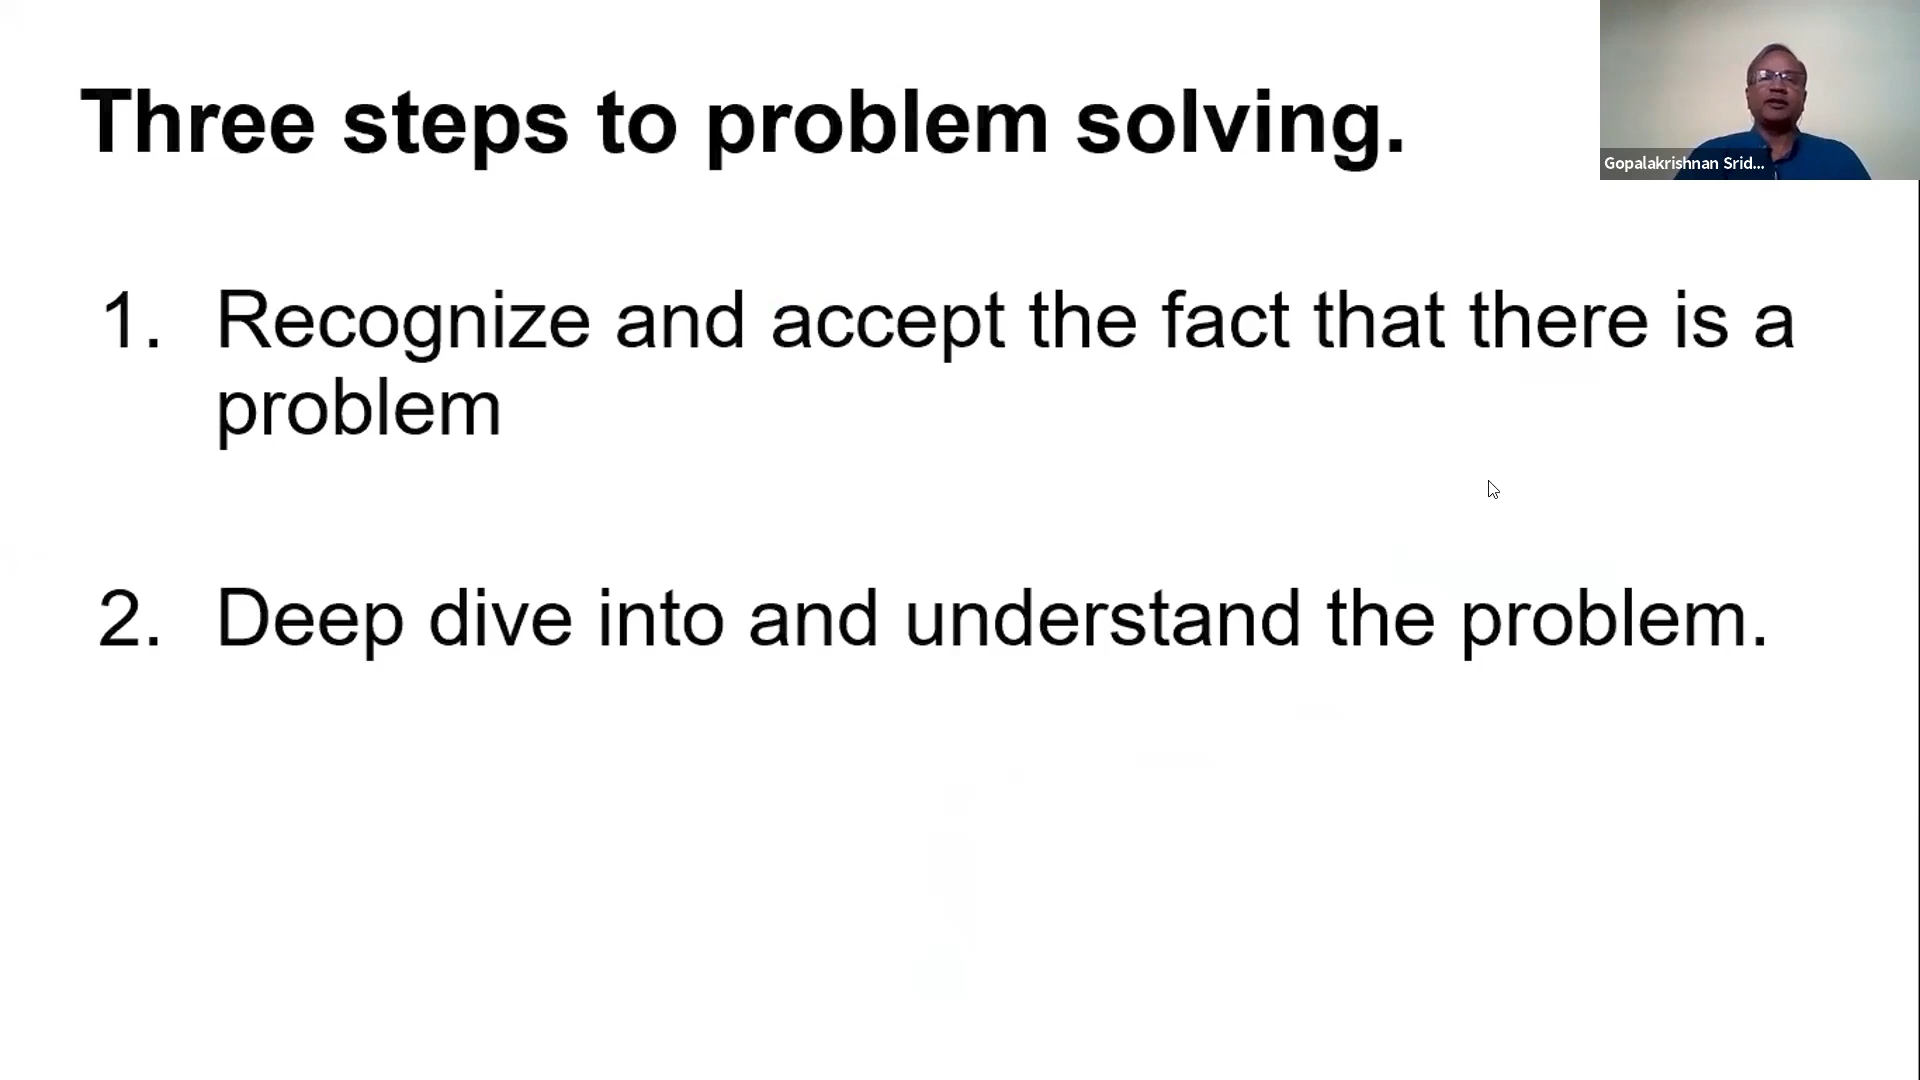 Three steps to problem solving.
Gopalakrishnan Srid...
1. Recognize and accept the fact that there is a
problem
2. Deep dive into and understand the problem.